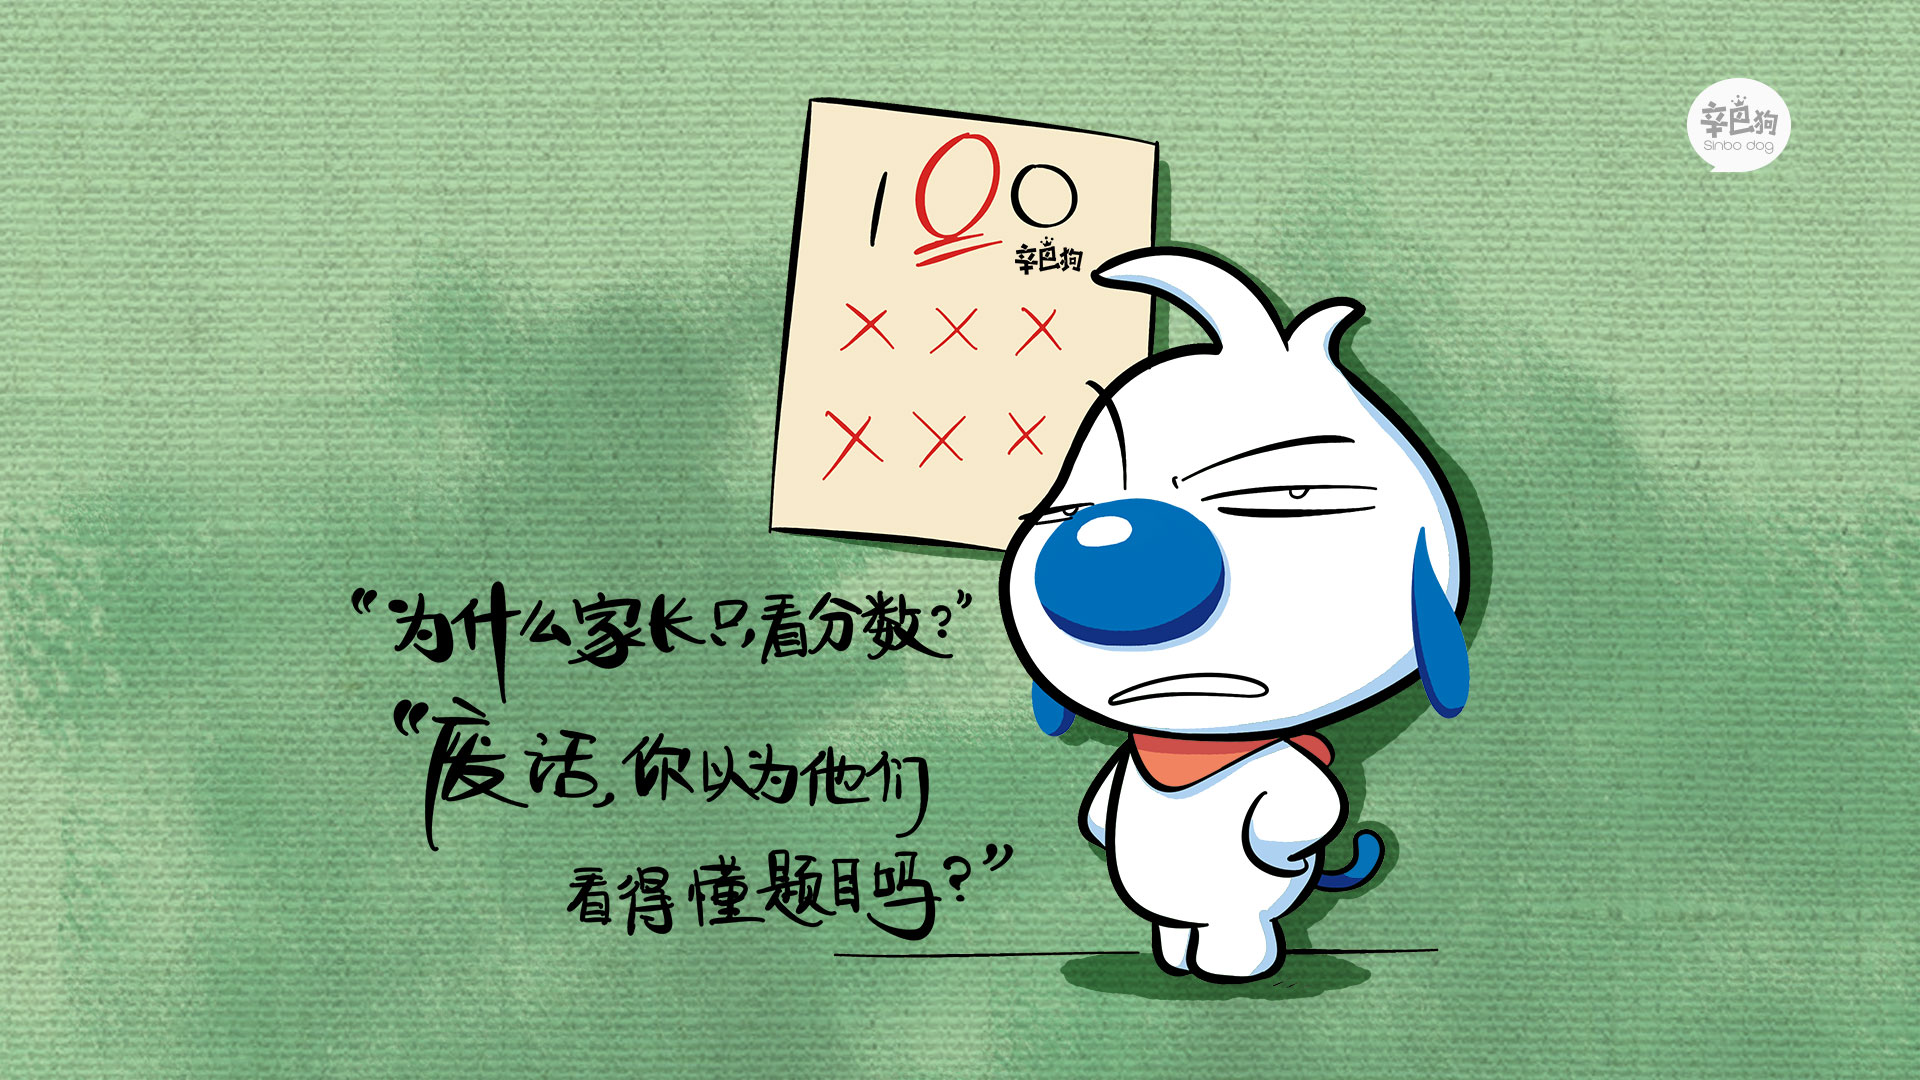 辛巴狗
Sinbo dog
100
辛巴狗
“为什么家长只看分数?”
“废话,你以为他们
看得懂题目吗?”